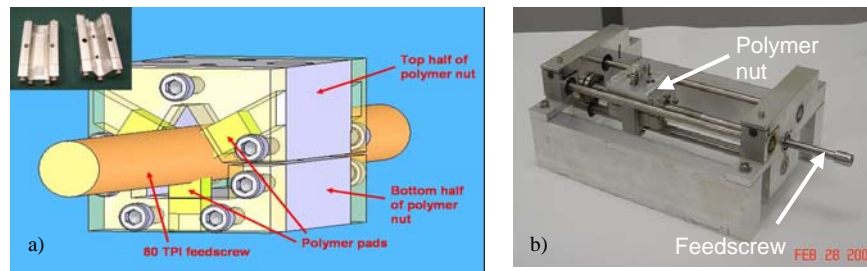 Top half of
polymer nut
Bottom half
of polymer
nut
Polymer pads
80 TPI feedscrew
a)
Polymer
nut
Feedscrew
b)
FEB 28 200